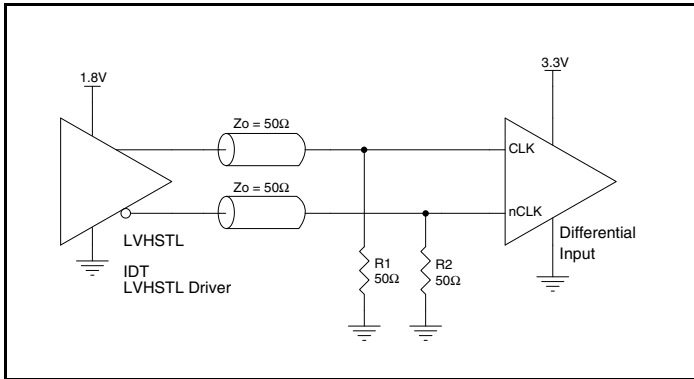 1.8V
3.3V
Zo = 50Ω
CLK
Zo = 50Ω
nCLK
LVHSTL
IDT
LVHSTL Driver
R1
50Ω
R2
50Ω
Differential
Input